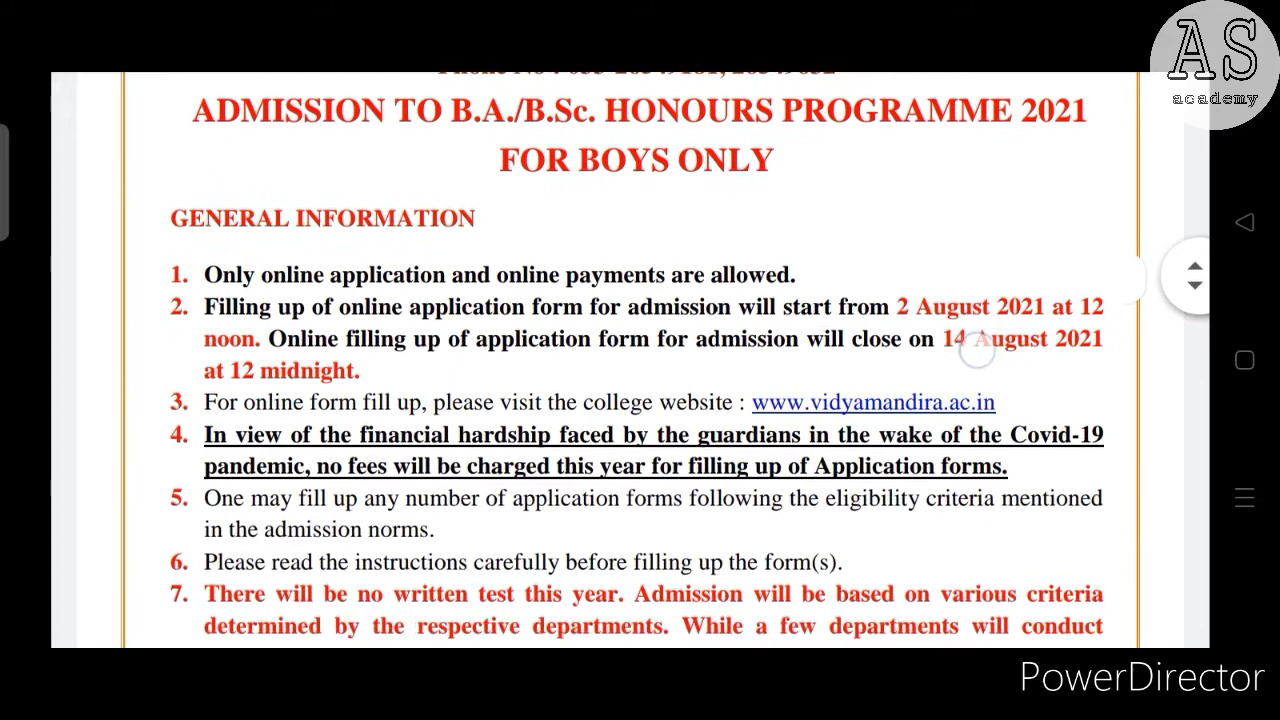 AS
academy
ADMISSION TO B.A./B.Sc. HONOURS PROGRAMME 2021
FOR BOYS ONLY
GENERAL INFORMATION
1. Only online application and online payments are allowed.
2. Filling up of online application form for admission will start from 2 August 2021 at 12
noon. Online filling up of application form for admission will close on 14 August 2021
at 12 midnight.
3. For online form fill up, please visit the college website : www.vidyamandira.ac.in
4. In view of the financial hardship faced by the guardians in the wake of the Covid-19
pandemic, no fees will be charged this year for filling up of Application forms.
5. One may fill up any number of application forms following the eligibility criteria mentioned
in the admission norms.
6. Please read the instructions carefully before filling up the form(s).
7. There will be no written test this year. Admission will be based on various criteria
determined by the respective departments. While a few departments will conduct
PowerDirector